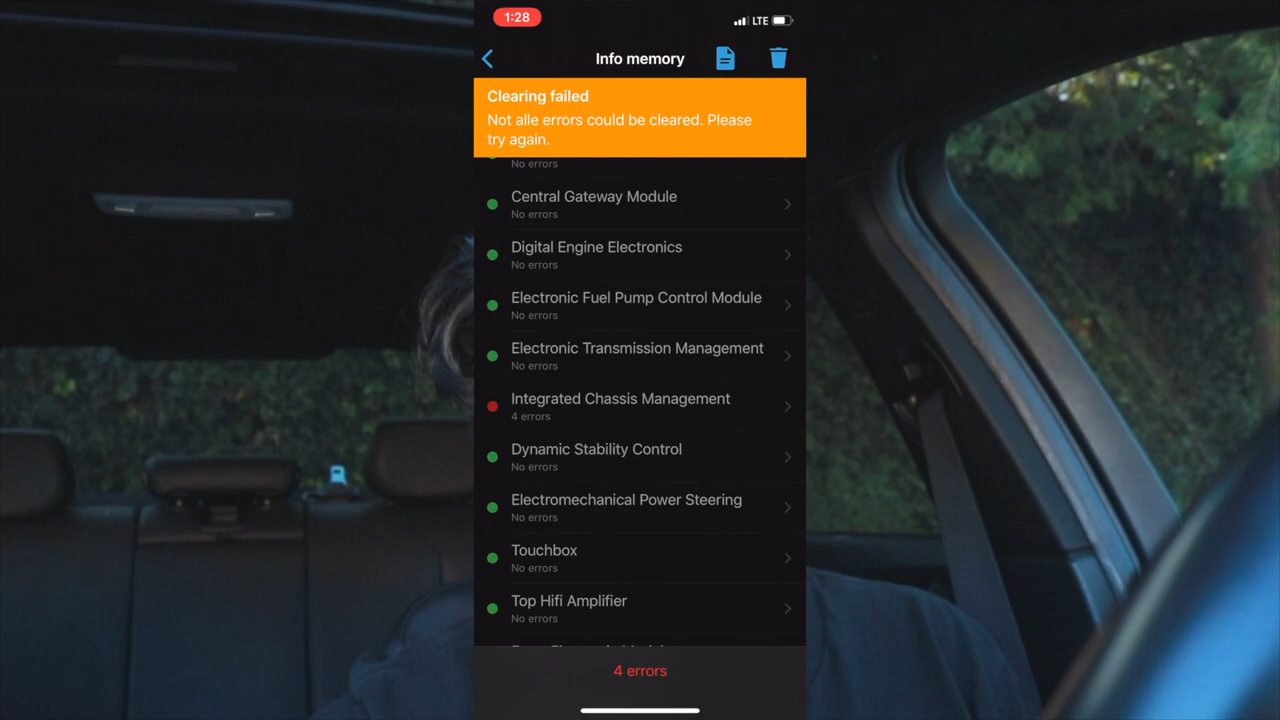 1:28
LTE
Info memory
Clearing failed
Not alle errors could be cleared. Please
try again.
No errors
Central Gateway Module
No errors
Digital Engine Electronics
No errors
Electronic Fuel Pump Control Module
No errors
Electronic Transmission Management
No errors
Integrated Chassis Management
4 errors
Dynamic Stability Control
No errors
Electromechanical Power Steering
No errors
Touchbox
No errors
Top Hifi Amplifier
No errors
4 errors